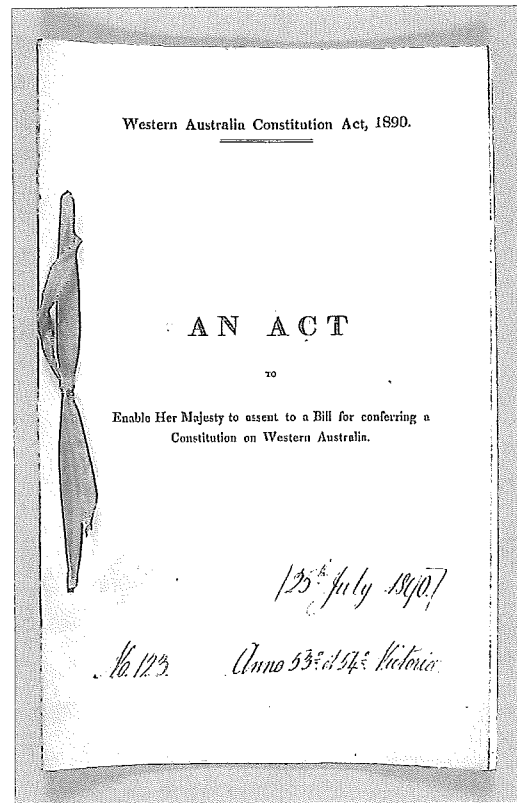 Western Australia Constitution Act, 1890.
AN ACT
TO
Enable Her Majesty to assent to a Bill for conferring a
Constitution on Western Australia.
[25th July 1890.]
No. 123. Anno 53º et 54º Victoriæ